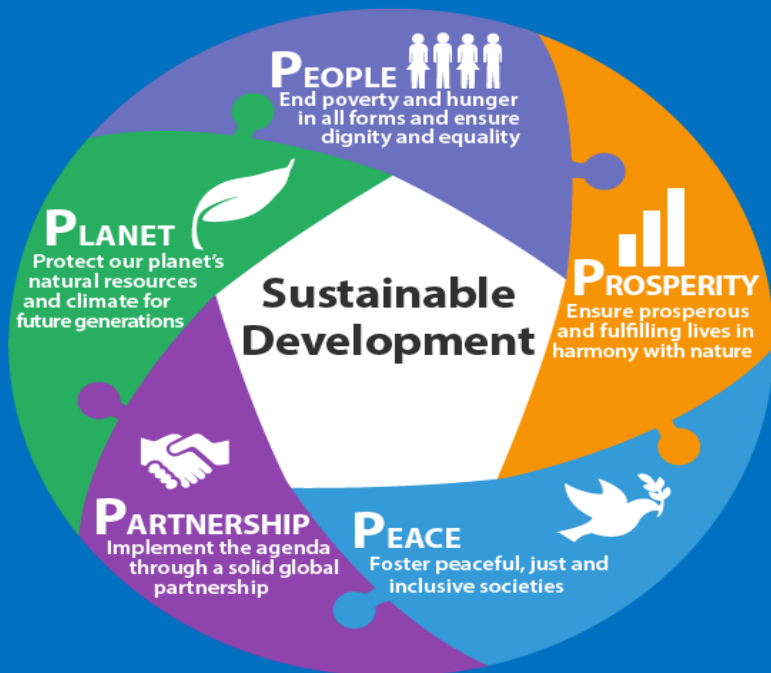 PEOPLE
End poverty and hunger
in all forms and ensure
dignity and equality
PROSPERITY
Ensure prosperous
and fulfilling lives in
harmony with nature
PEACE
Foster peaceful, just and
inclusive societies
PARTNERSHIP
Implement the agenda
through a solid global
partnership
PLANET
Protect our planet's
natural resources
and climate for
future generations
Sustainable
Development